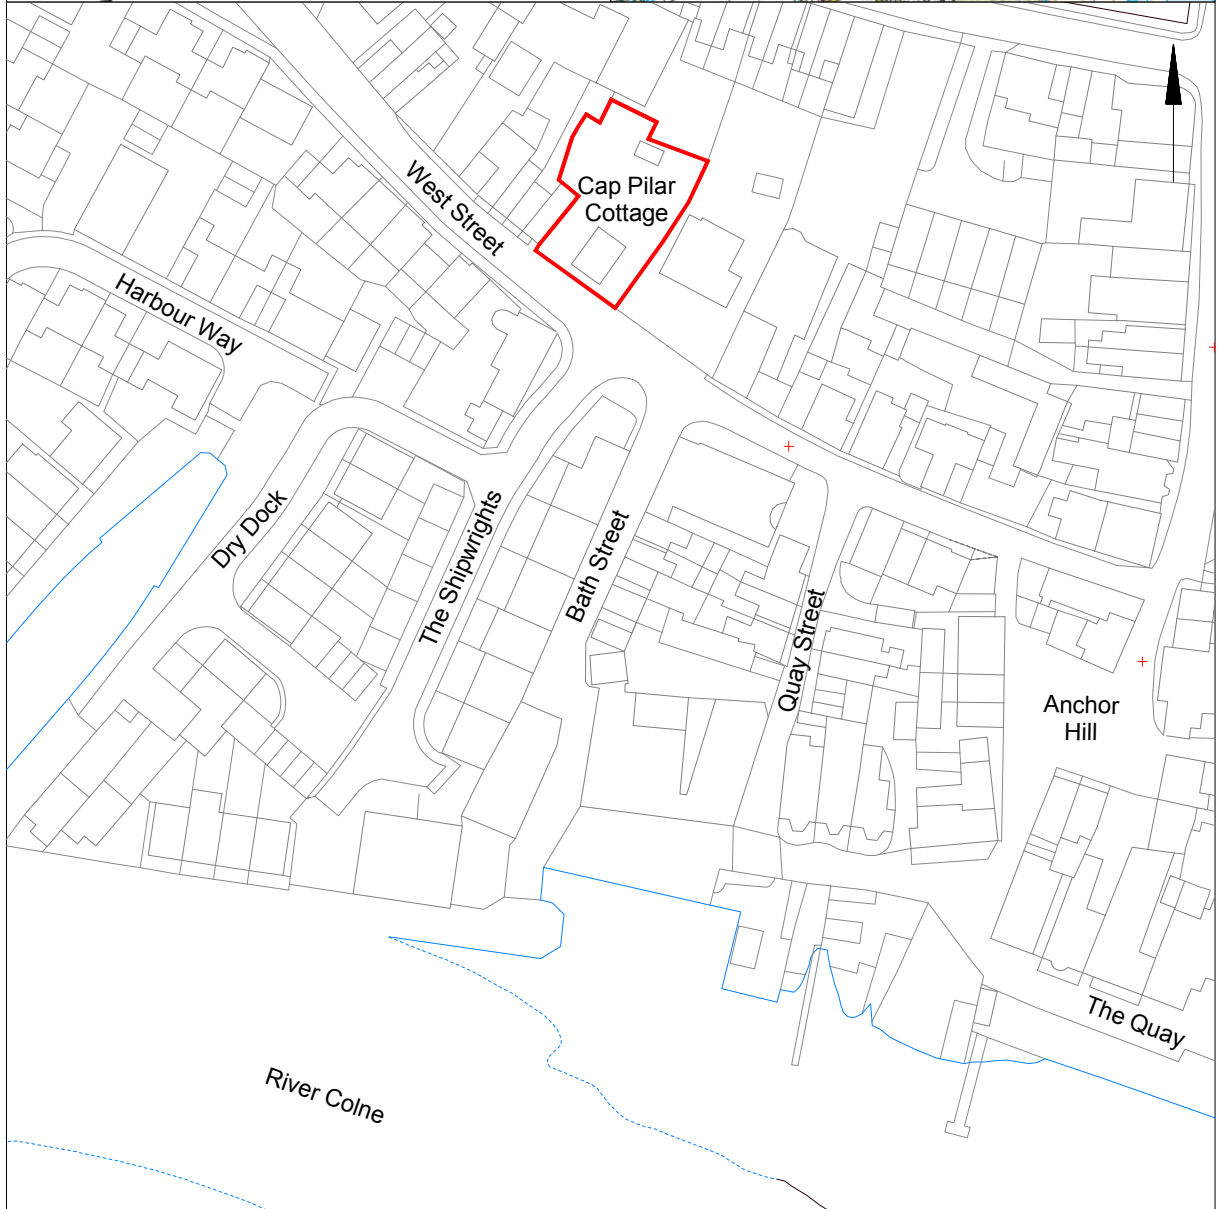 Cap Pilar
Cottage
West Street
Harbour Way
Dry Dock
The Shipwrights
Bath Street
Quay Street
Anchor
Hill
The Quay
River Colne